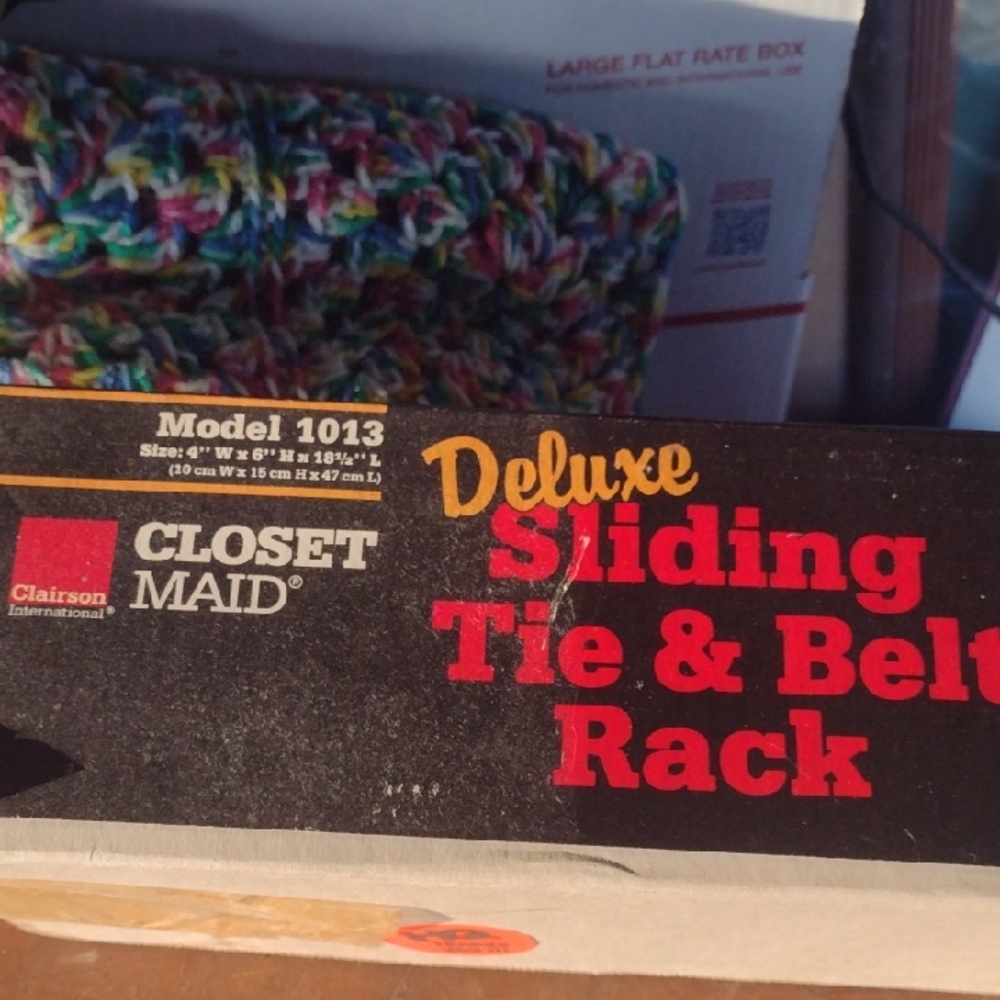 LARGE FLAT RATE BOX
FOR DOMESTIC AND INTERNATIONAL USE
Model 1013
Size: 4" W x 6" H x 18½" L
(10 cm W x 15 cm H x 47 cm L)
Clairson
International®
CLOSET
MAID®
Deluxe
Sliding
Tie & Belt
Rack